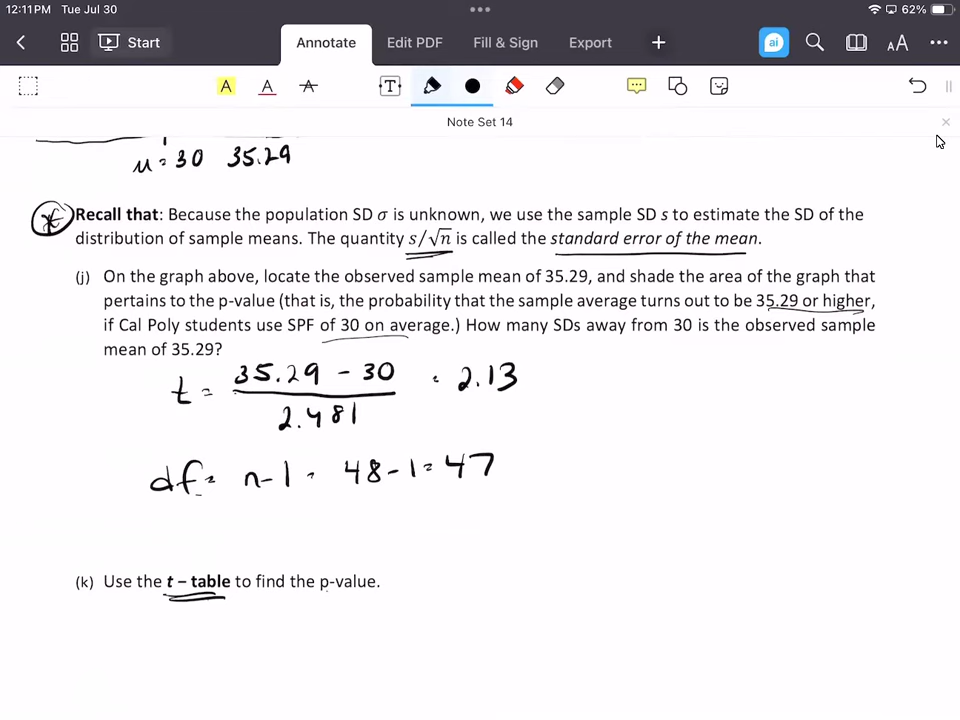 12:11PM Tue Jul 30
62%
Start
Annotate
Edit PDF
Fill & Sign
Export
ai
AA
A A A T
Note Set 14
μ = 30 35.29
Recall that: Because the population SD σ is unknown, we use the sample SD s to estimate the SD of the
distribution of sample means. The quantity s/√n is called the standard error of the mean.
(j) On the graph above, locate the observed sample mean of 35.29, and shade the area of the graph that
pertains to the p-value (that is, the probability that the sample average turns out to be 35.29 or higher,
if Cal Poly students use SPF of 30 on average.) How many SDs away from 30 is the observed sample
mean of 35.29?
t = 35.29 - 30 = 2.13
2.481
df = n-1 = 48-1=47
(k) Use the t – table to find the p-value.